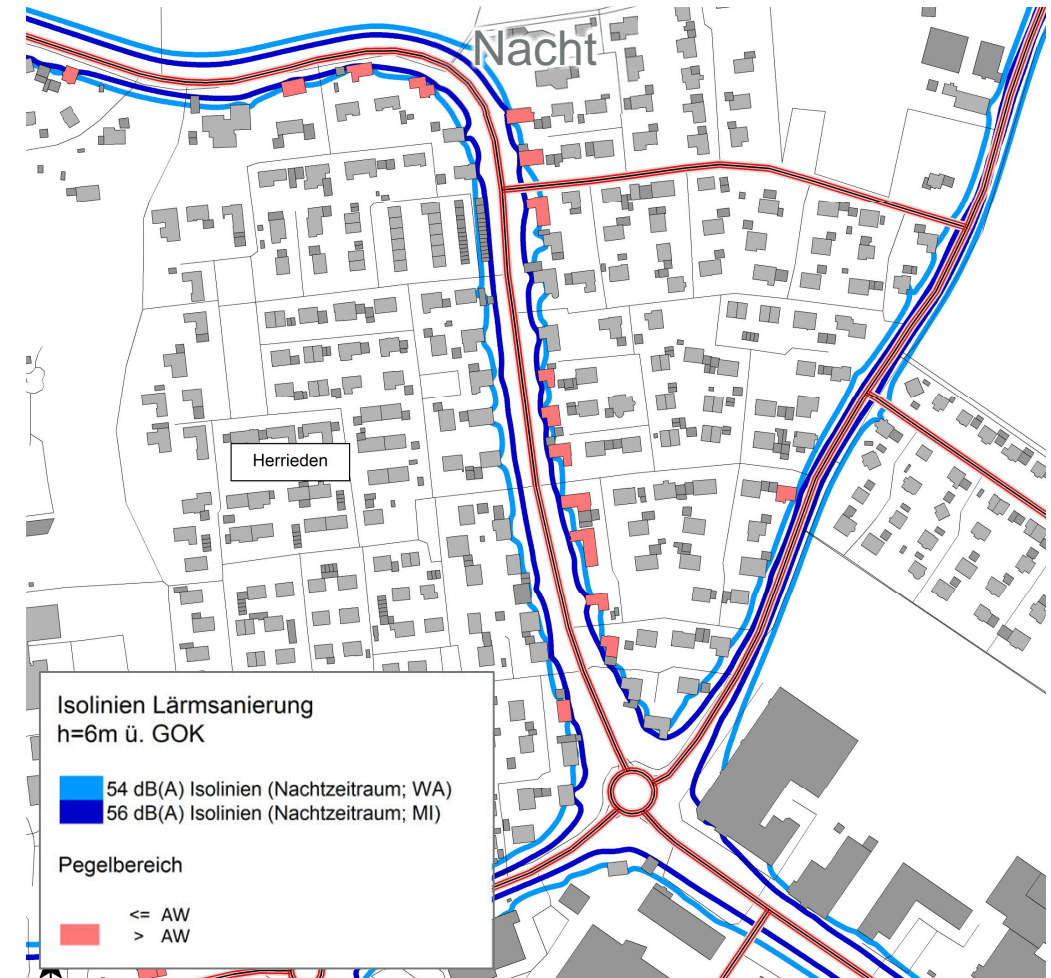 Nacht
Herrieden
Isolinien Lärmsanierung
h=6m ü. GOK
54 dB(A) Isolinien (Nachtzeitraum; WA)
56 dB(A) Isolinien (Nachtzeitraum; MI)
Pegelbereich
<= AW
> AW